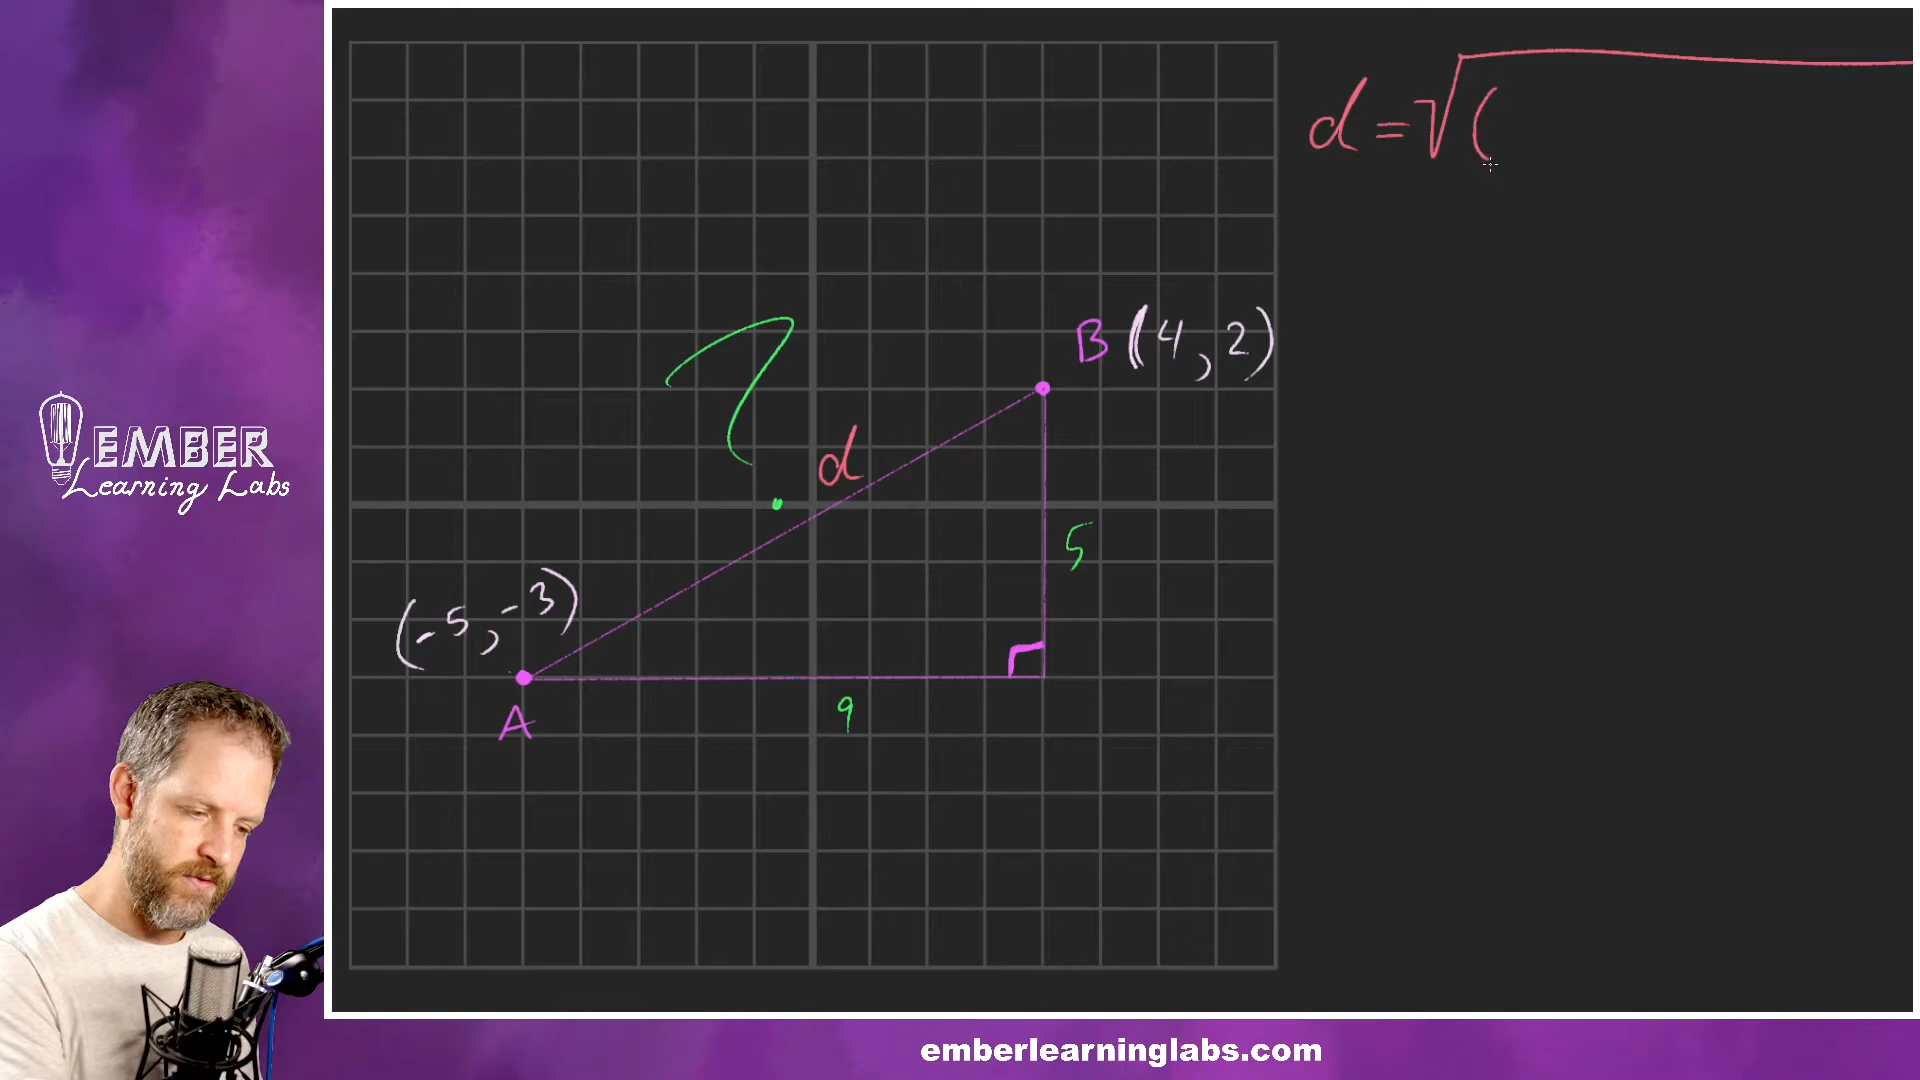 d = √(
B (4, 2)
d
5
(-5, -3)
A
9
?
EMBER
Learning Labs
emberlearninglabs.com